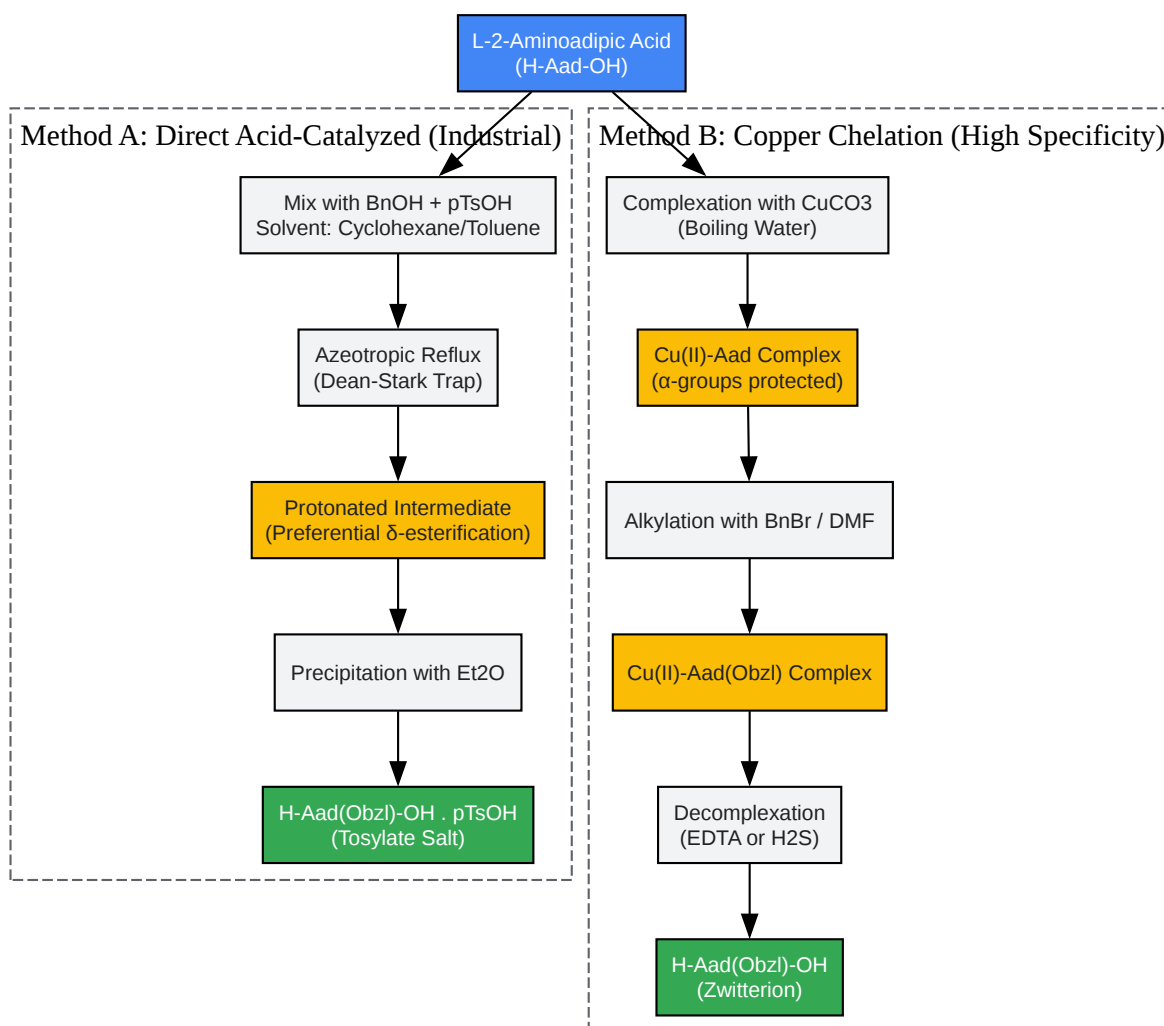 L-2-Aminoadipic Acid
(H-Aad-OH)
Method A: Direct Acid-Catalyzed (Industrial)
Mix with BnOH + pTsOH
Solvent: Cyclohexane/Toluene
Azeotropic Reflux
(Dean-Stark Trap)
Protonated Intermediate
(Preferential δ-esterification)
Precipitation with Et2O
H-Aad(Obzl)-OH . pTsOH
(Tosylate Salt)
Method B: Copper Chelation (High Specificity)
Complexation with CuCO3
(Boiling Water)
Cu(II)-Aad Complex
(α-groups protected)
Alkylation with BnBr / DMF
Cu(II)-Aad(Obzl) Complex
Decomplexation
(EDTA or H2S)
H-Aad(Obzl)-OH
(Zwitterion)